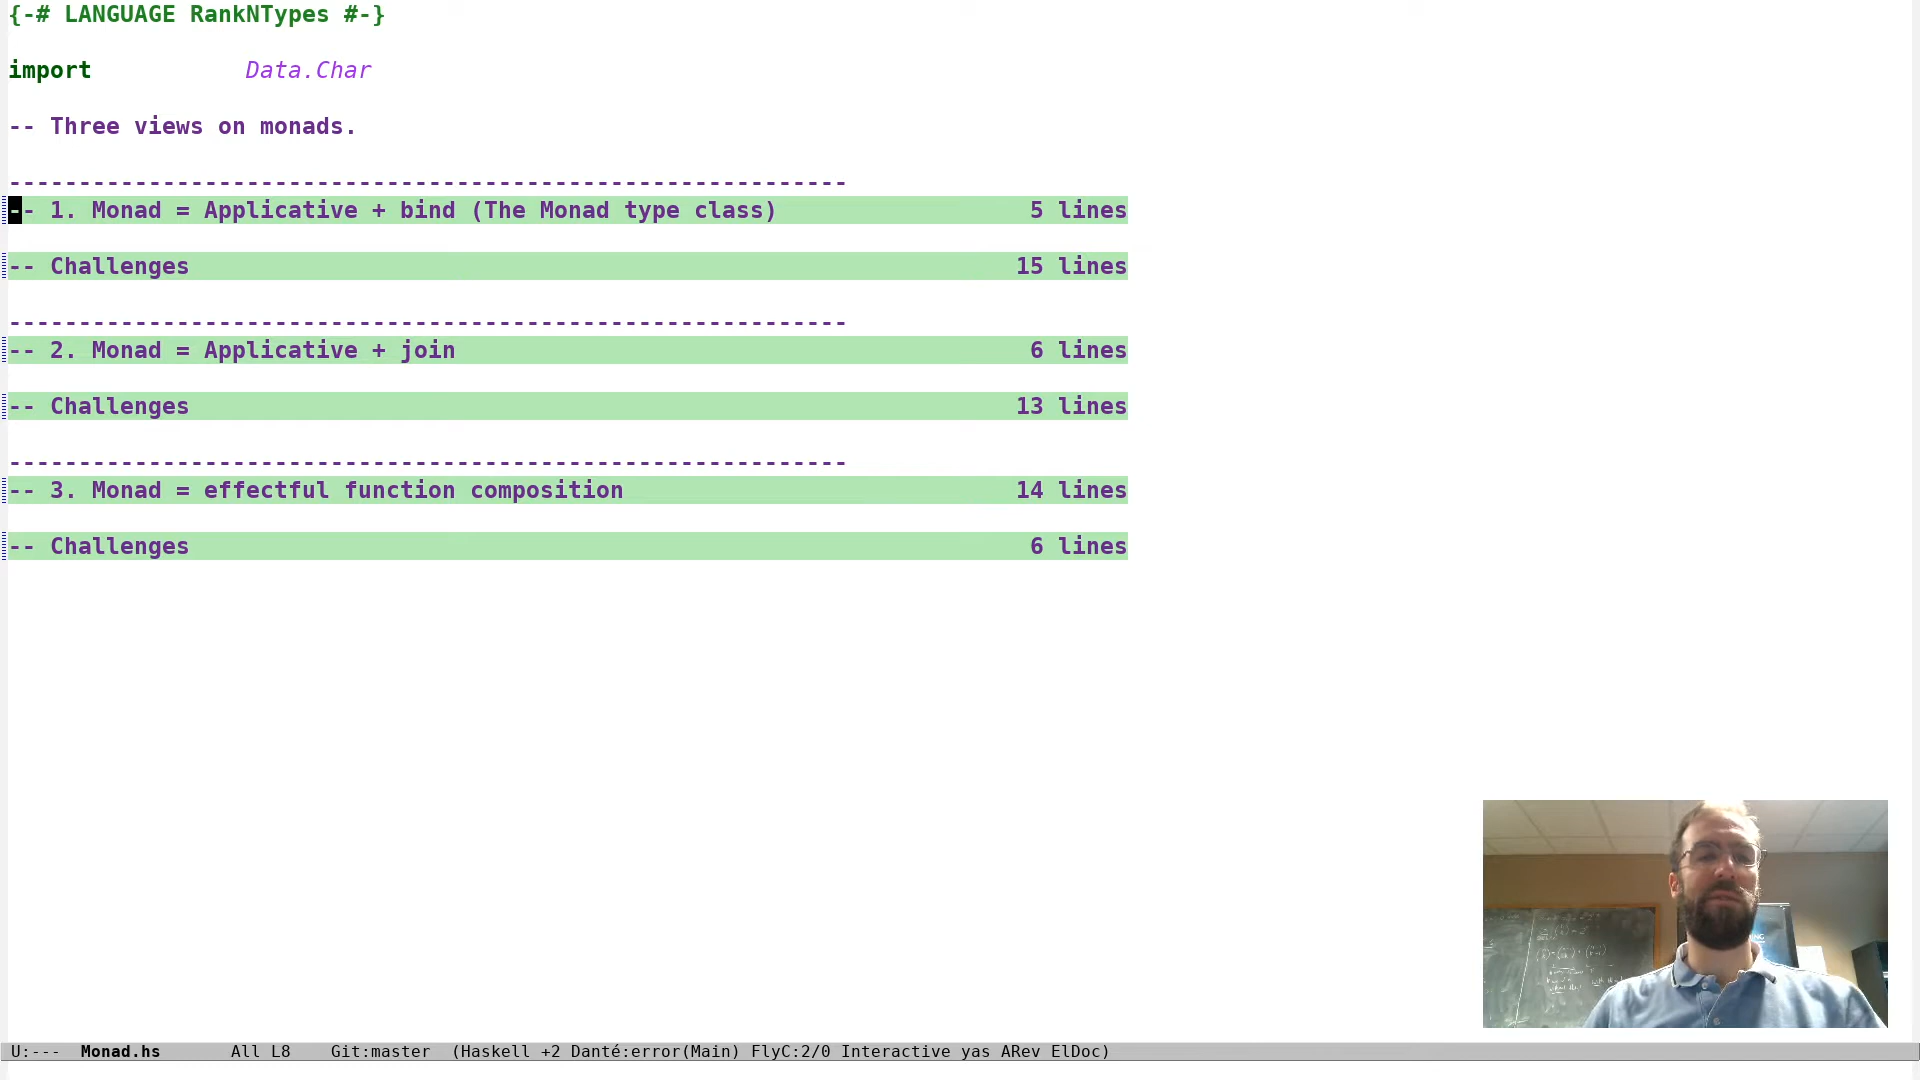 {-# LANGUAGE RankNTypes #-}
import Data.Char
-- Three views on monads.
------------------------------------------------------------
-- 1. Monad = Applicative + bind (The Monad type class) 5 lines
-- Challenges 15 lines
------------------------------------------------------------
-- 2. Monad = Applicative + join 6 lines
-- Challenges 13 lines
------------------------------------------------------------
-- 3. Monad = effectful function composition 14 lines
-- Challenges 6 lines
U:--- Monad.hs All L8 Git:master (Haskell +2 Danté:error(Main) FlyC:2/0 Interactive yas ARev ElDoc)